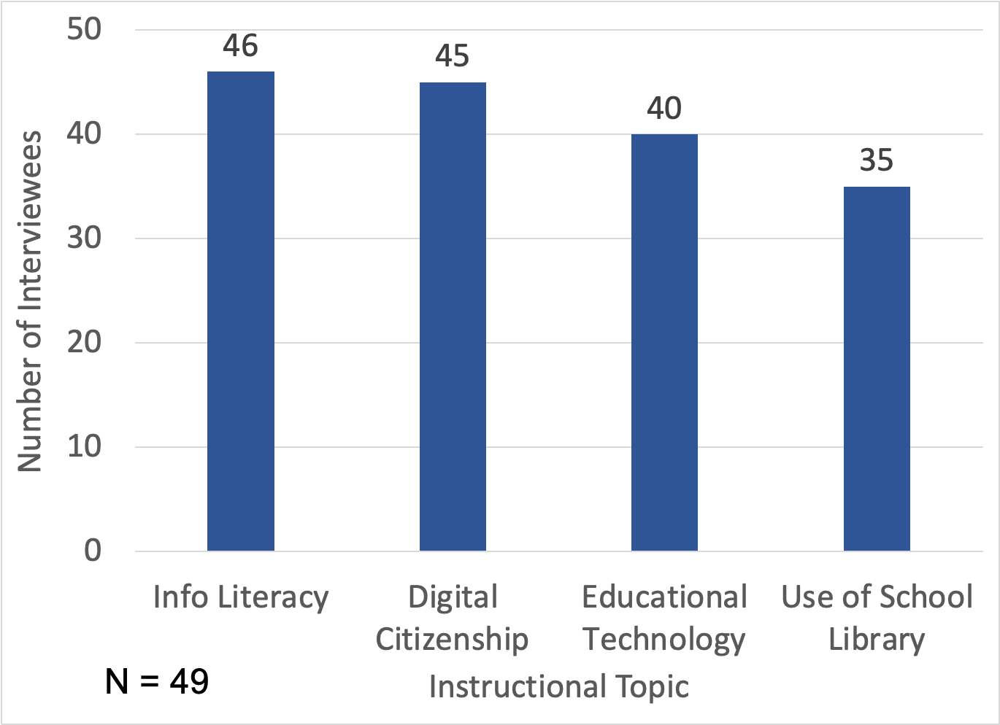 50
40
30
20
10
0
Number of Interviewees
46
45
40
35
Info Literacy
Digital
Citizenship
Educational
Technology
Use of School
Library
N = 49
Instructional Topic